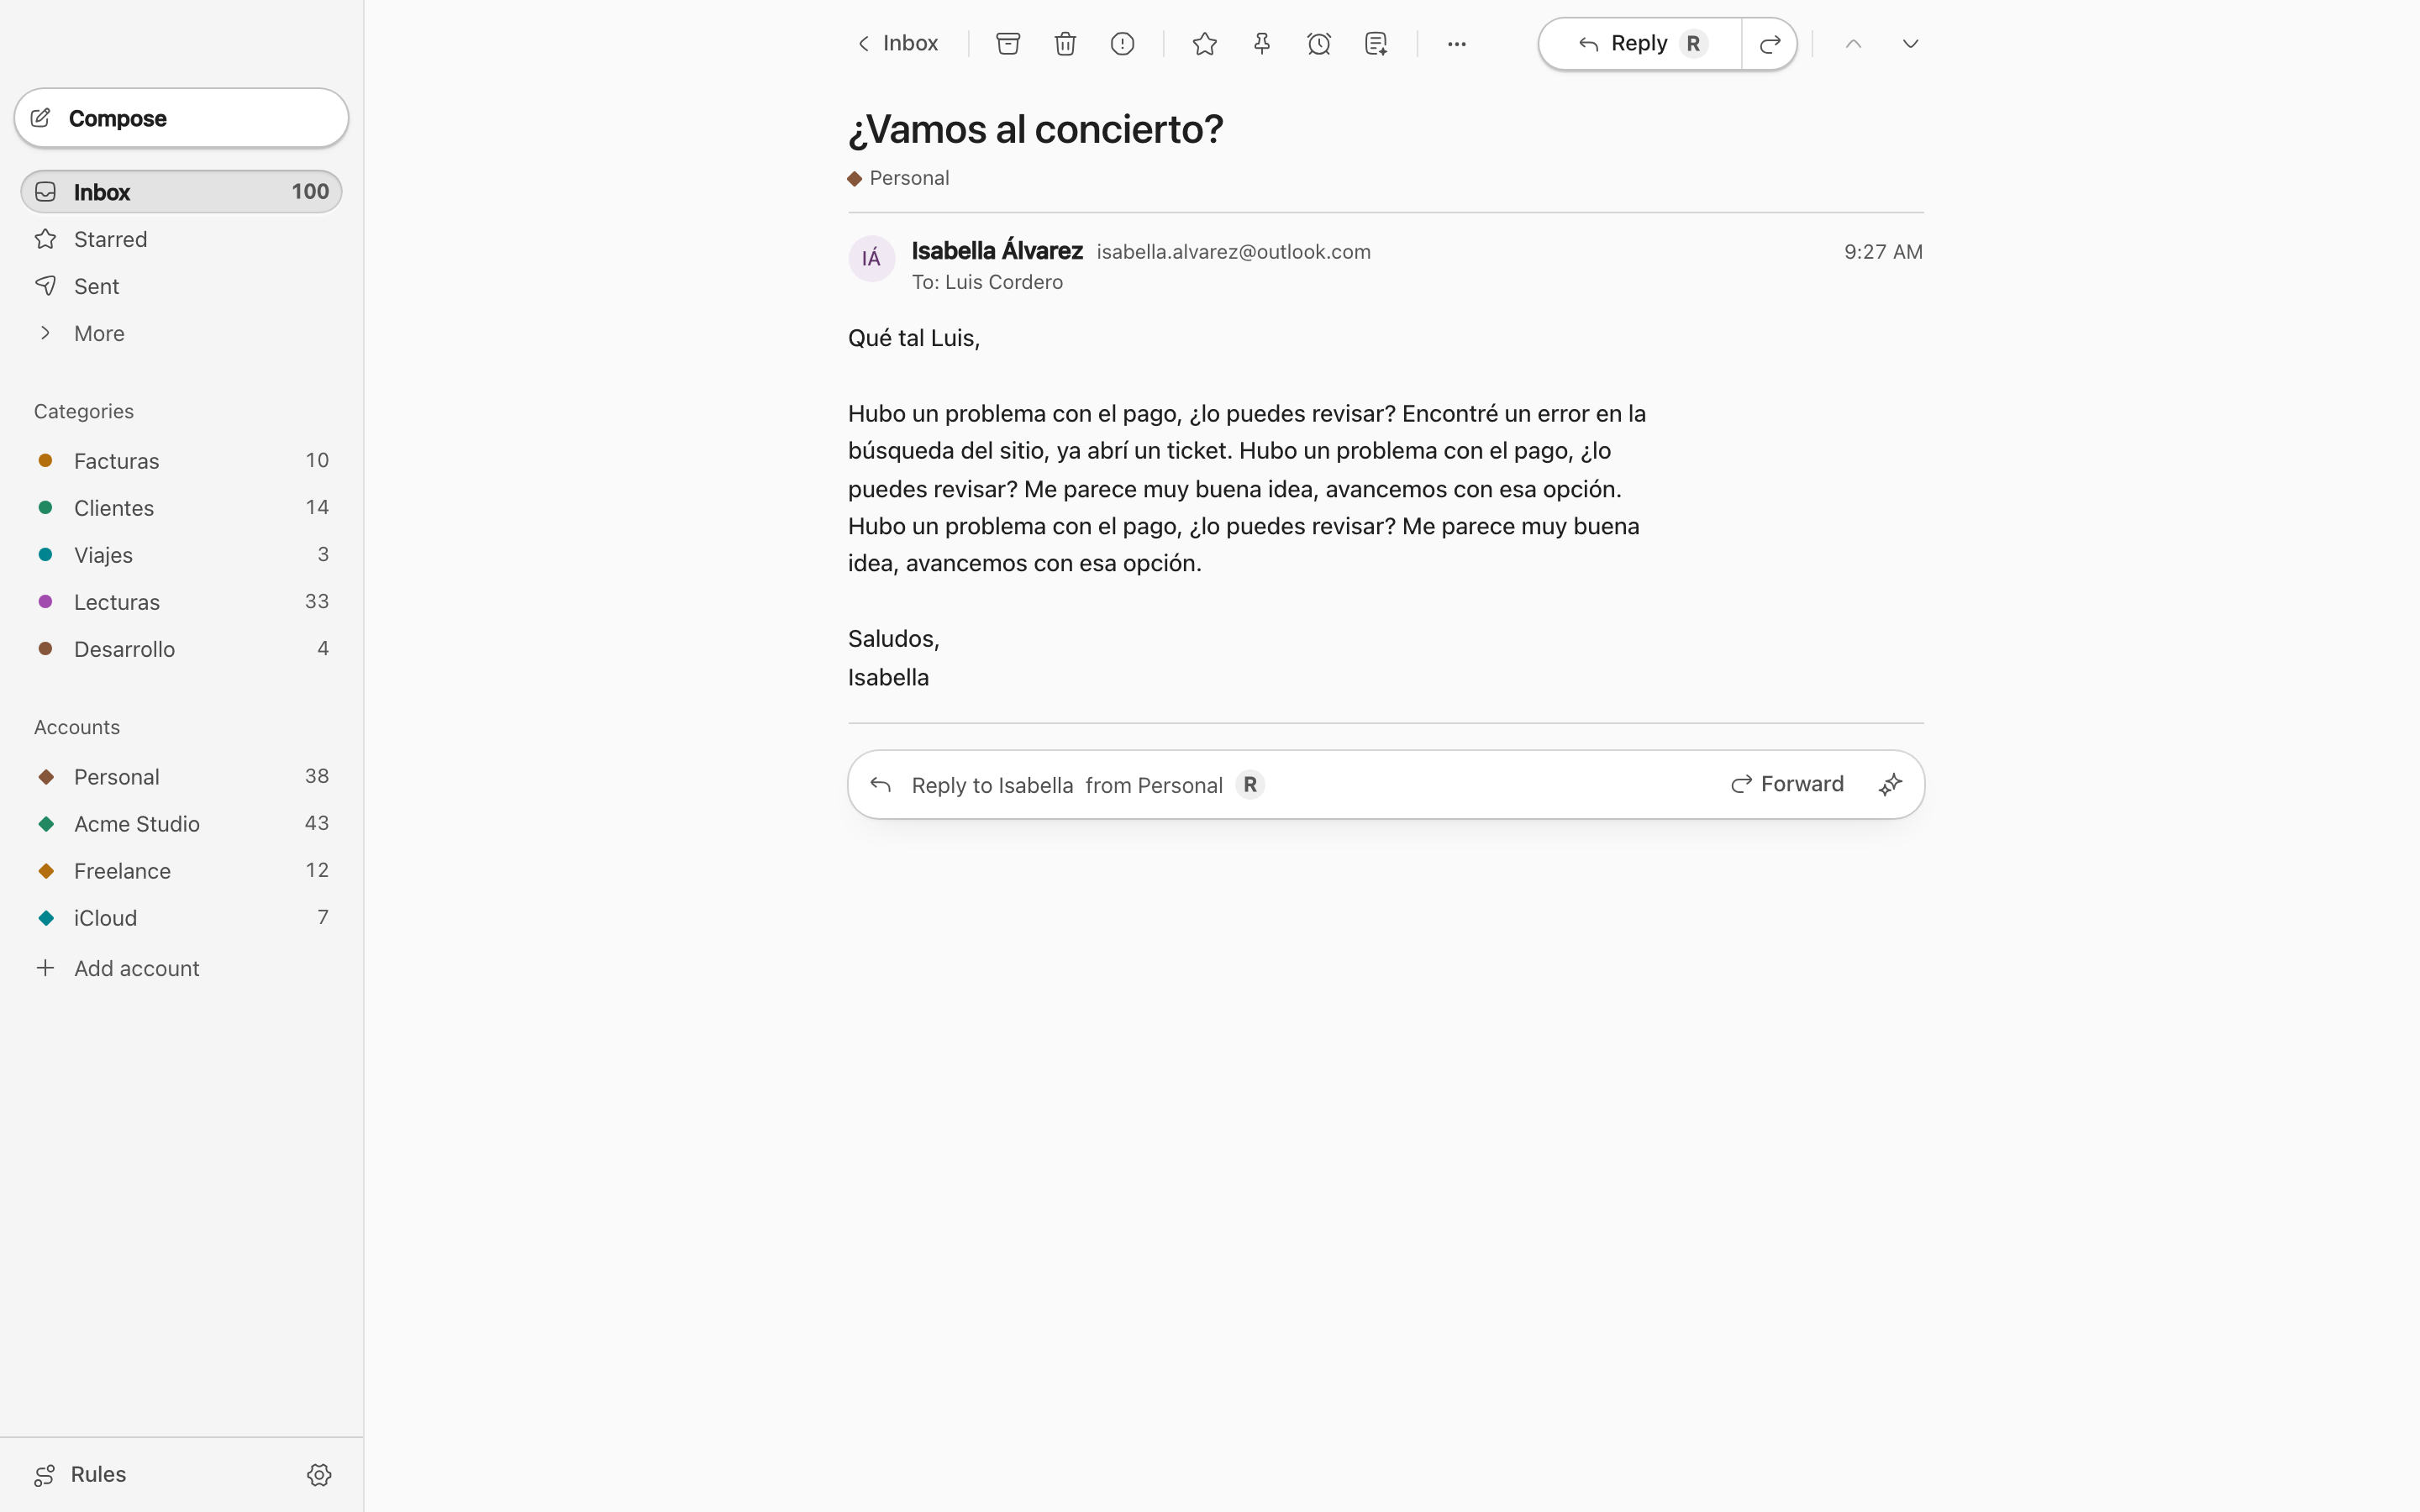 Compose
Inbox 100
Starred
Sent
More
Categories
Facturas 10
Clientes 14
Viajes 3
Lecturas 33
Desarrollo 4
Accounts
Personal 38
Acme Studio 43
Freelance 12
iCloud 7
Add account
Rules
Inbox
Reply R
¿Vamos al concierto?
Personal
IÁ
Isabella Álvarez isabella.alvarez@outlook.com 9:27 AM
To: Luis Cordero
Qué tal Luis,
Hubo un problema con el pago, ¿lo puedes revisar? Encontré un error en la
búsqueda del sitio, ya abrí un ticket. Hubo un problema con el pago, ¿lo
puedes revisar? Me parece muy buena idea, avancemos con esa opción.
Hubo un problema con el pago, ¿lo puedes revisar? Me parece muy buena
idea, avancemos con esa opción.
Saludos,
Isabella
Reply to Isabella from Personal R Forward